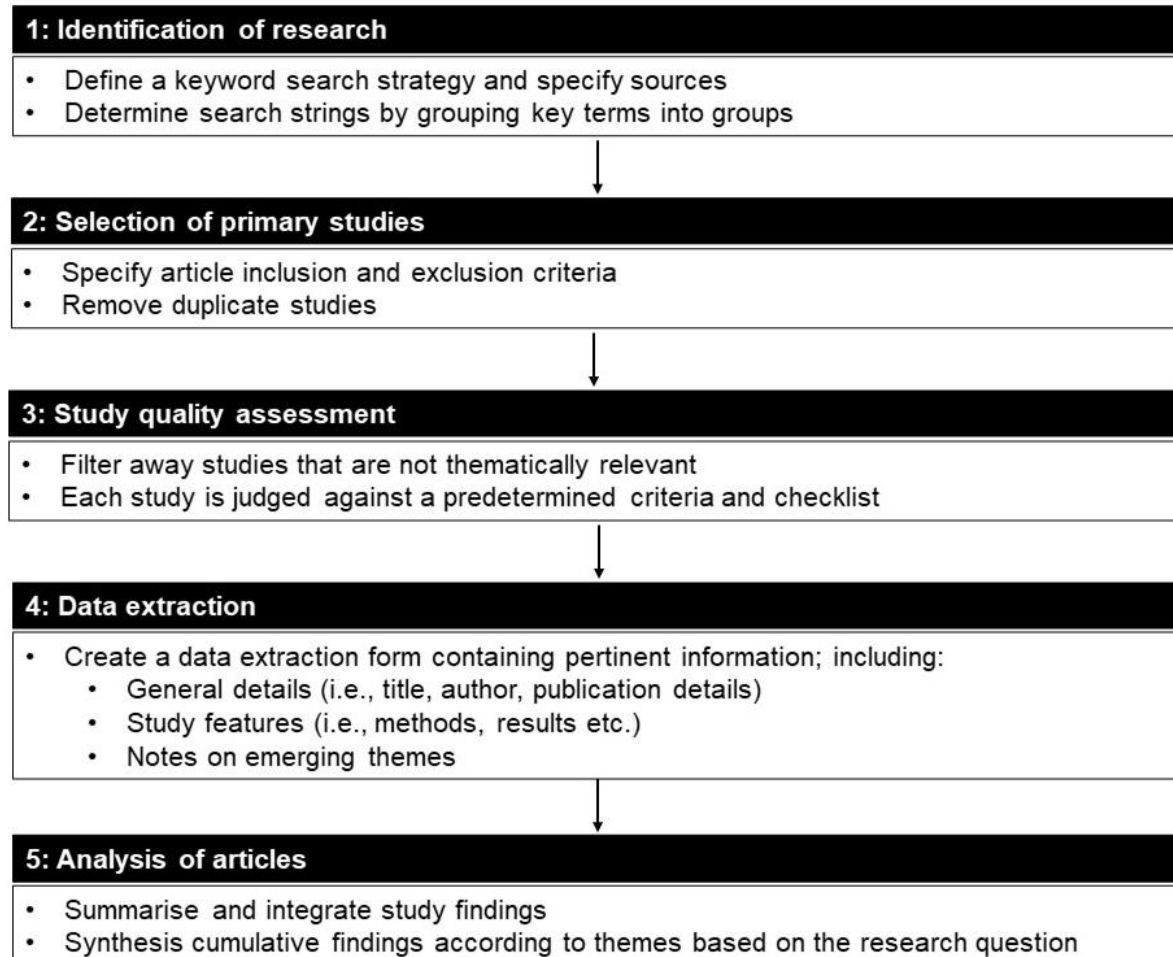 1: Identification of research
• Define a keyword search strategy and specify sources
• Determine search strings by grouping key terms into groups
2: Selection of primary studies
• Specify article inclusion and exclusion criteria
• Remove duplicate studies
3: Study quality assessment
• Filter away studies that are not thematically relevant
• Each study is judged against a predetermined criteria and checklist
4: Data extraction
• Create a data extraction form containing pertinent information; including:
• General details (i.e., title, author, publication details)
• Study features (i.e., methods, results etc.)
• Notes on emerging themes
5: Analysis of articles
• Summarise and integrate study findings
• Synthesis cumulative findings according to themes based on the research question